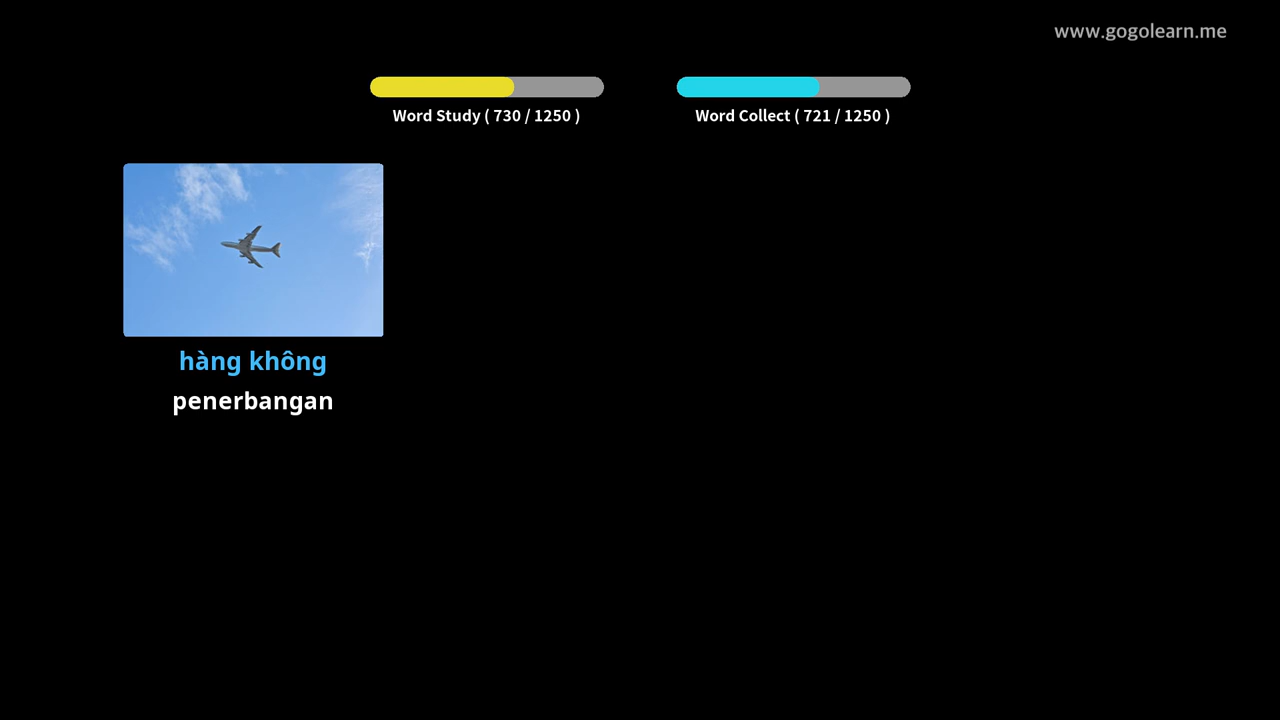 www.gogolearn.me
Word Study ( 730 / 1250 )
Word Collect ( 721 / 1250 )
hàng không
penerbangan